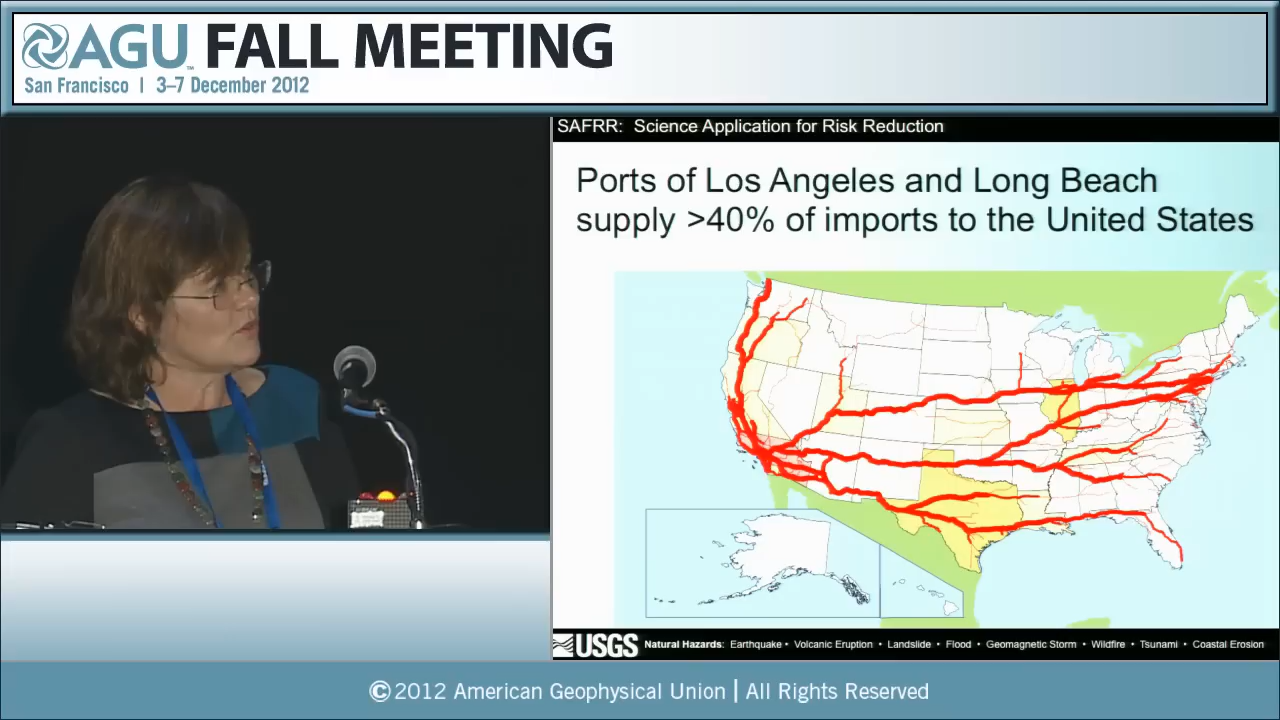 AGU FALL MEETING
San Francisco | 3–7 December 2012
SAFRR: Science Application for Risk Reduction
Ports of Los Angeles and Long Beach
supply >40% of imports to the United States
USGS Natural Hazards: Earthquake • Volcanic Eruption • Landslide • Flood • Geomagnetic Storm • Wildfire • Tsunami • Coastal Erosion
©2012 American Geophysical Union | All Rights Reserved